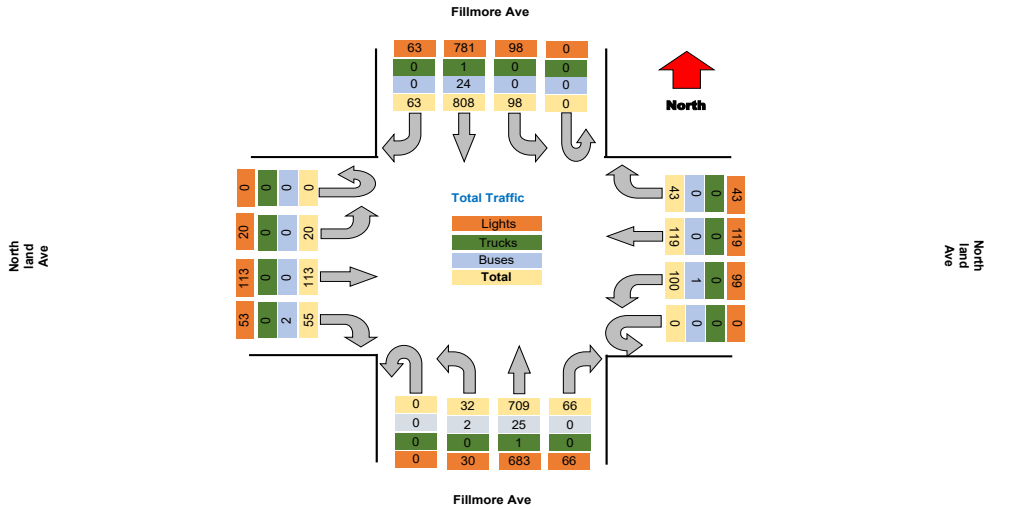 Fillmore Ave
63 781 98 0
0 1 0 0
0 24 0 0
63 808 98 0
North
0 0 0 0
20 0 0 20
113 0 0 113
53 0 2 55
North
land
Ave
Total Traffic
Lights
Trucks
Buses
Total
43 0 0 43
119 0 0 119
100 1 0 99
0 0 0 0
North
land
Ave
0 32 709 66
0 2 25 0
0 0 1 0
0 30 683 66
Fillmore Ave